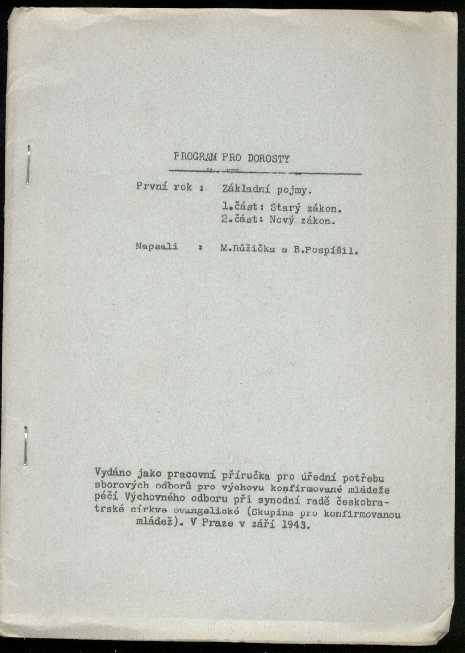 PROGRAM PRO DOROSTY
První rok : Základní pojmy.
1.část: Starý zákon.
2.část: Nový zákon.
Napsali : M.Růžička a B.Pospíšil.
Vydáno jako pracovní příručka pro úřední potřebu
sborových odborů pro výchovu konfirmované mládeže
péčí Výchovného odboru při synodní radě českobra-
trské církve evangelické (Skupina pro konfirmovanou
mládež). V Praze v září 1943.